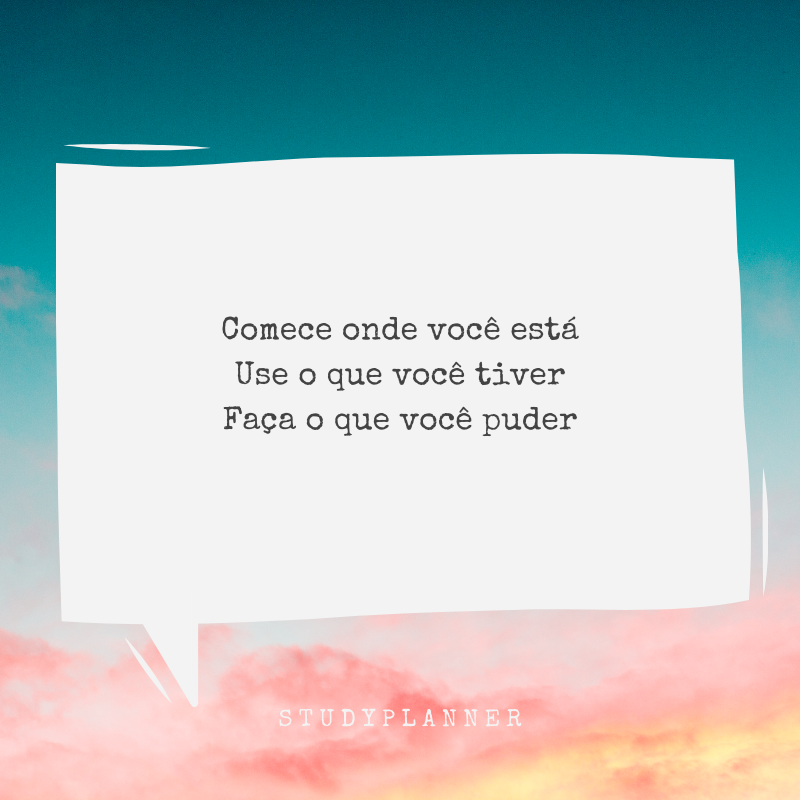 Comece onde você está
Use o que você tiver
Faça o que você puder
STUDYPLANNER